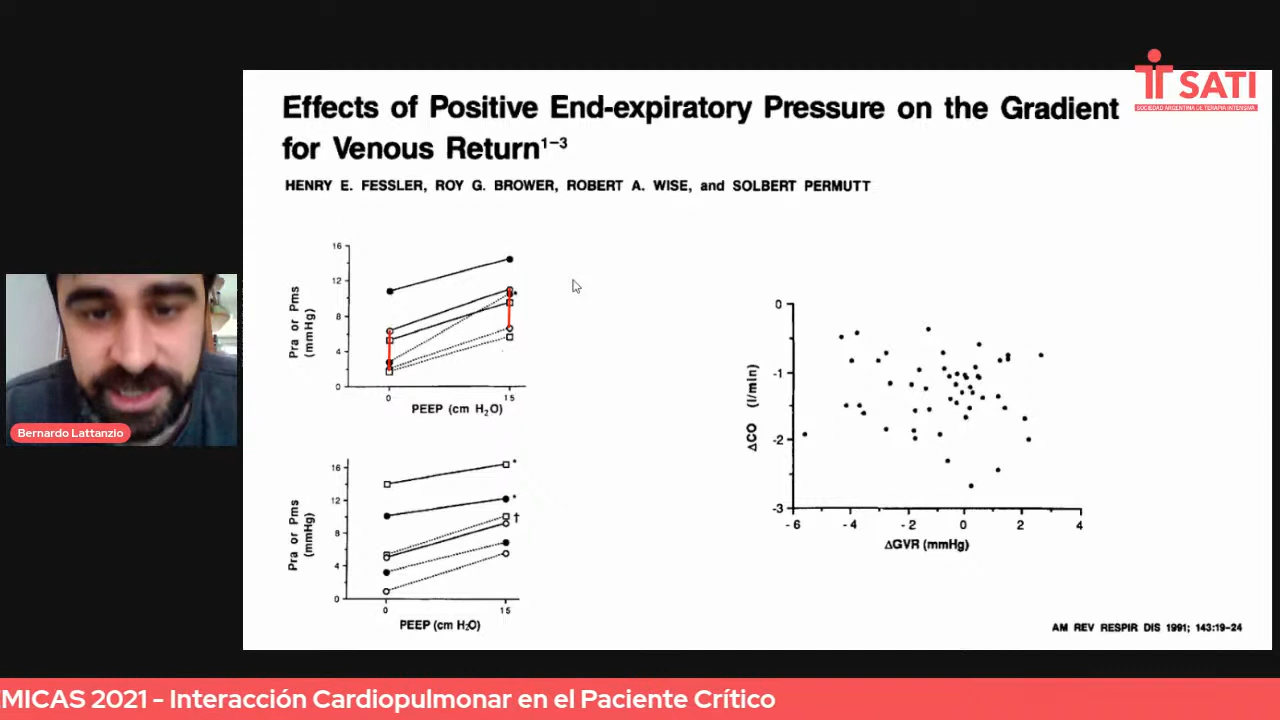 SATI
SOCIEDAD ARGENTINA DE TERAPIA INTENSIVA
Effects of Positive End-expiratory Pressure on the Gradient
for Venous Return¹⁻³
HENRY E. FESSLER, ROY G. BROWER, ROBERT A. WISE, and SOLBERT PERMUTT
Pra or Pms
(mmHg)
16
12
8
4
0
*
0
15
PEEP (cm H₂O)
Pra or Pms
(mmHg)
16
12
8
4
0
*
*
†
0
15
PEEP (cm H₂O)
ΔCO (l/min)
0
-1
-2
-3
-6
-4
-2
0
2
4
ΔGVR (mmHg)
AM REV RESPIR DIS 1991; 143:19-24
Bernardo Lattanzio
MICAS 2021 - Interacción Cardiopulmonar en el Paciente Crítico